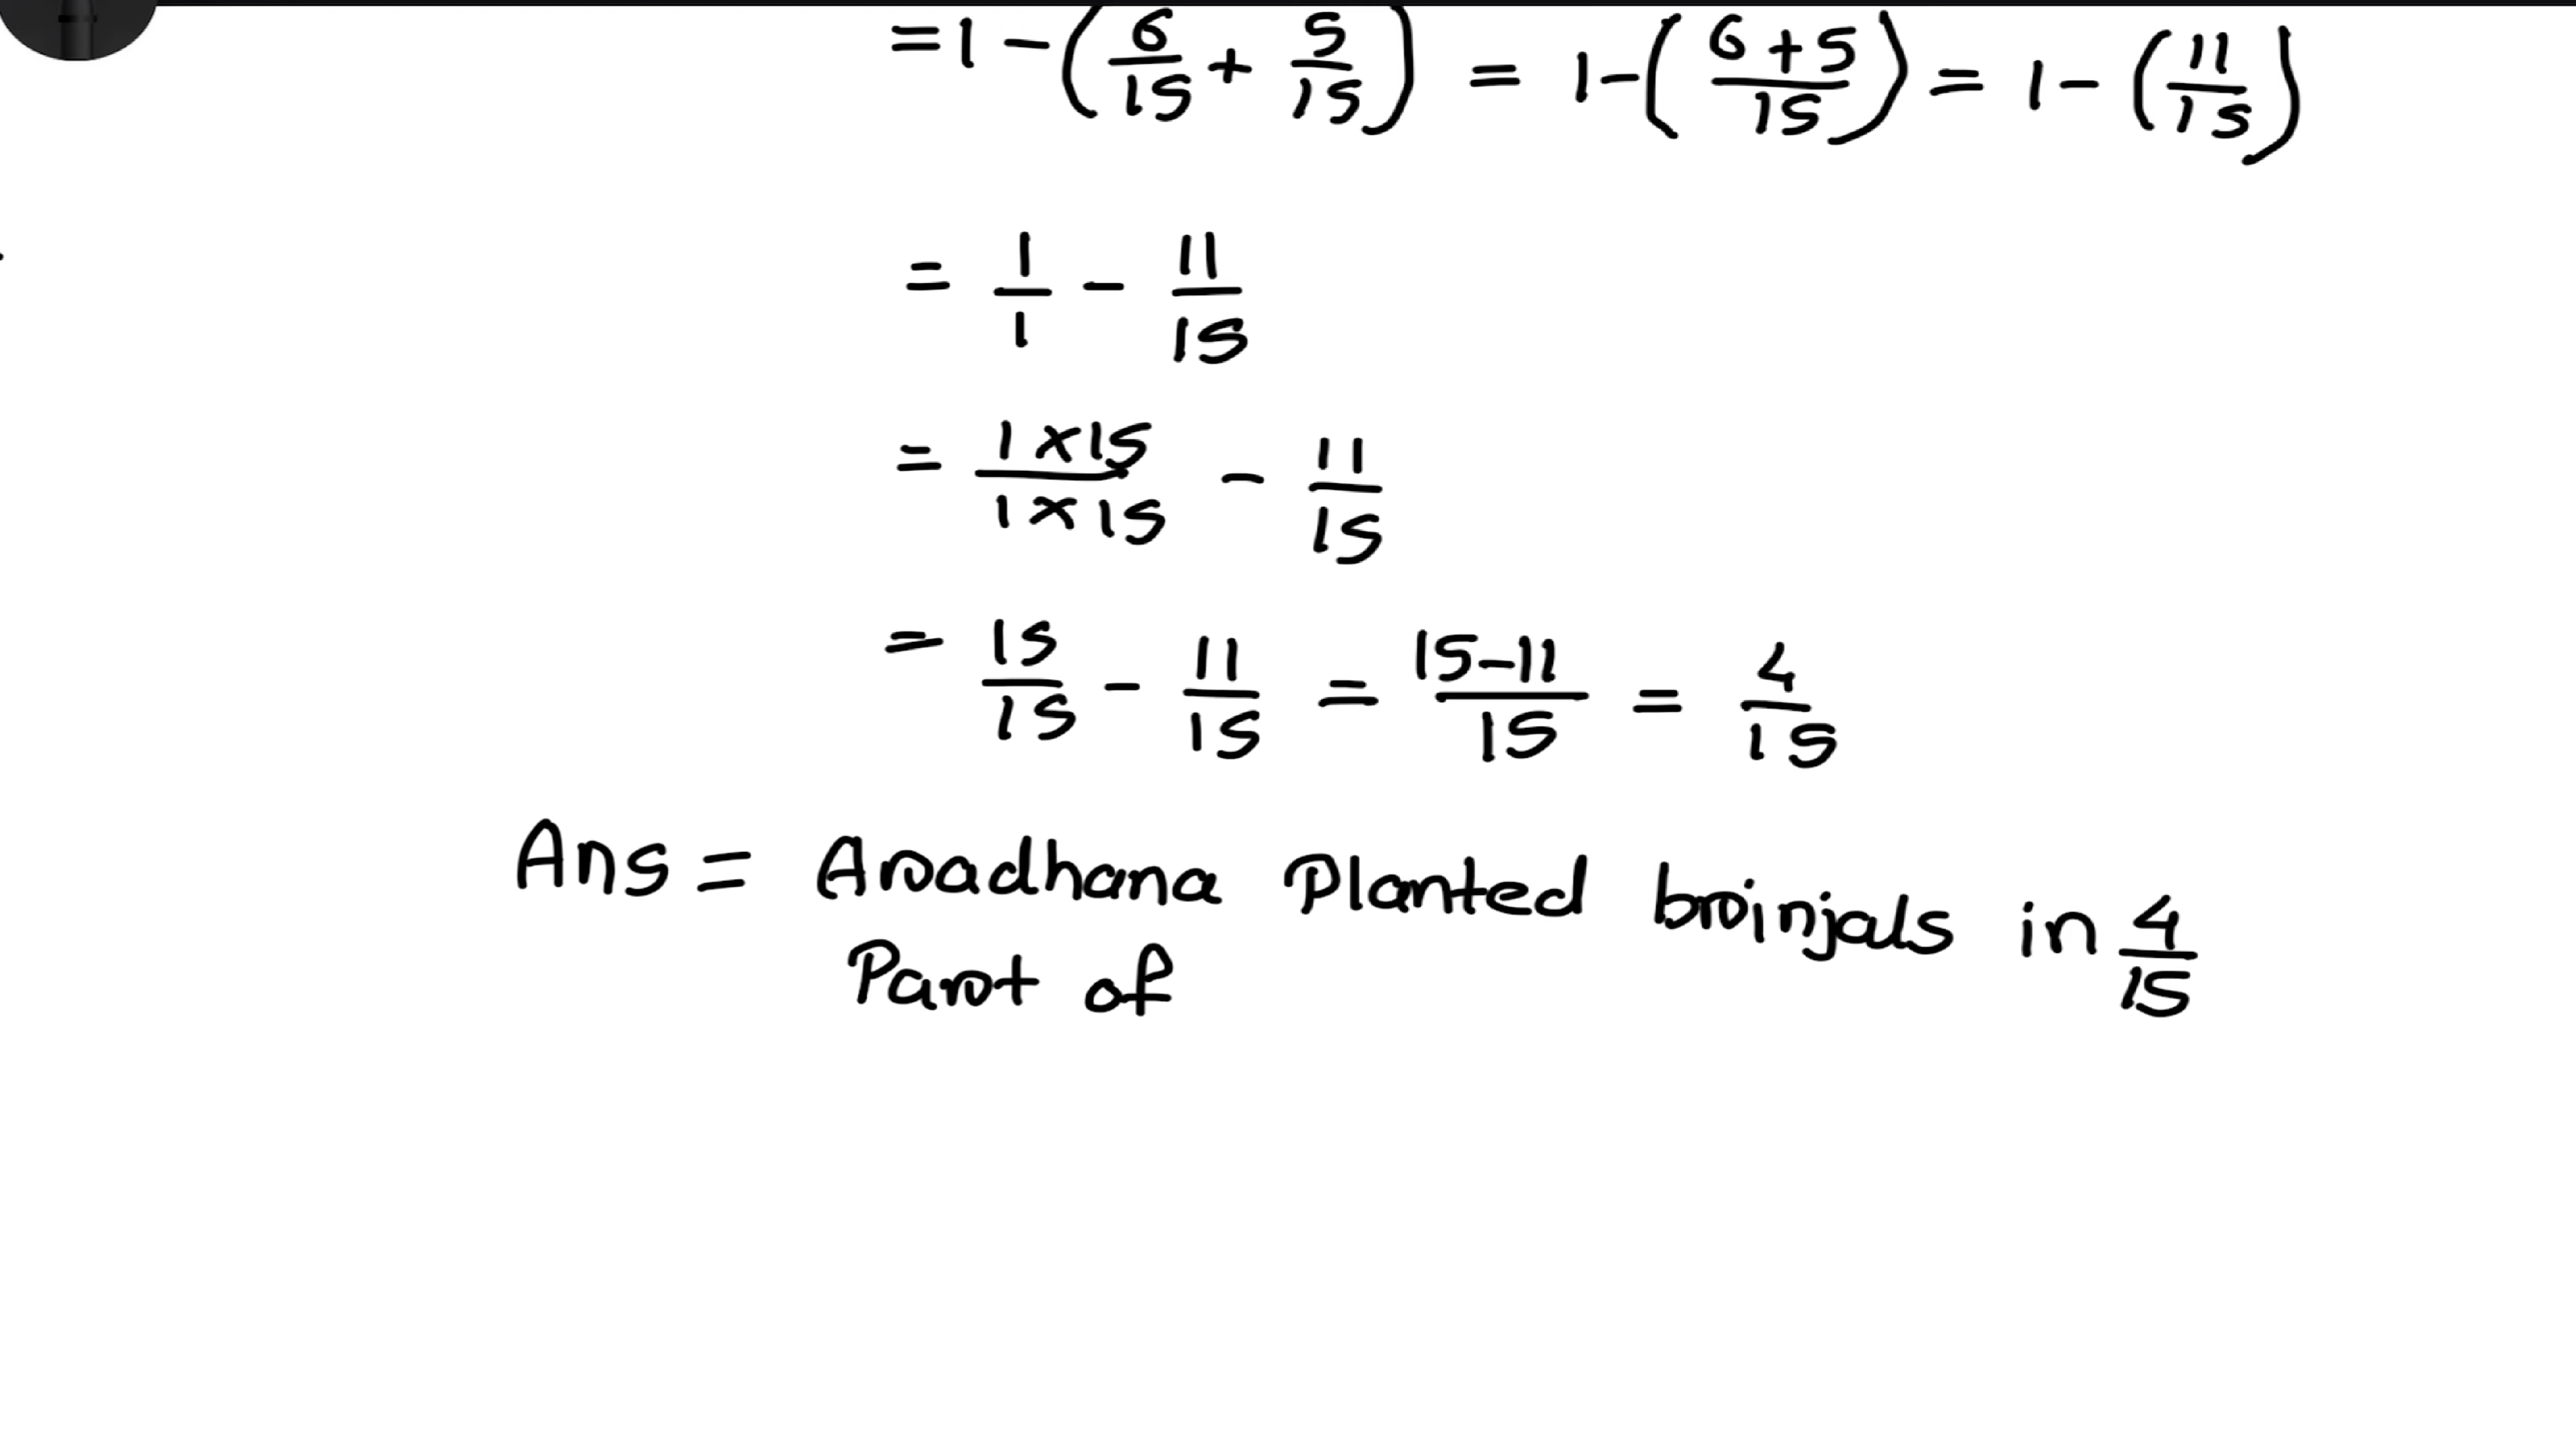 = 1 - (6/15 + 5/15) = 1 - (6+5/15) = 1 - (11/15)
= 1/1 - 11/15
= 1×15/1×15 - 11/15
= 15/15 - 11/15 = 15-11/15 = 4/15
Ans = Aradhana Planted brinjals in 4/15
Part of